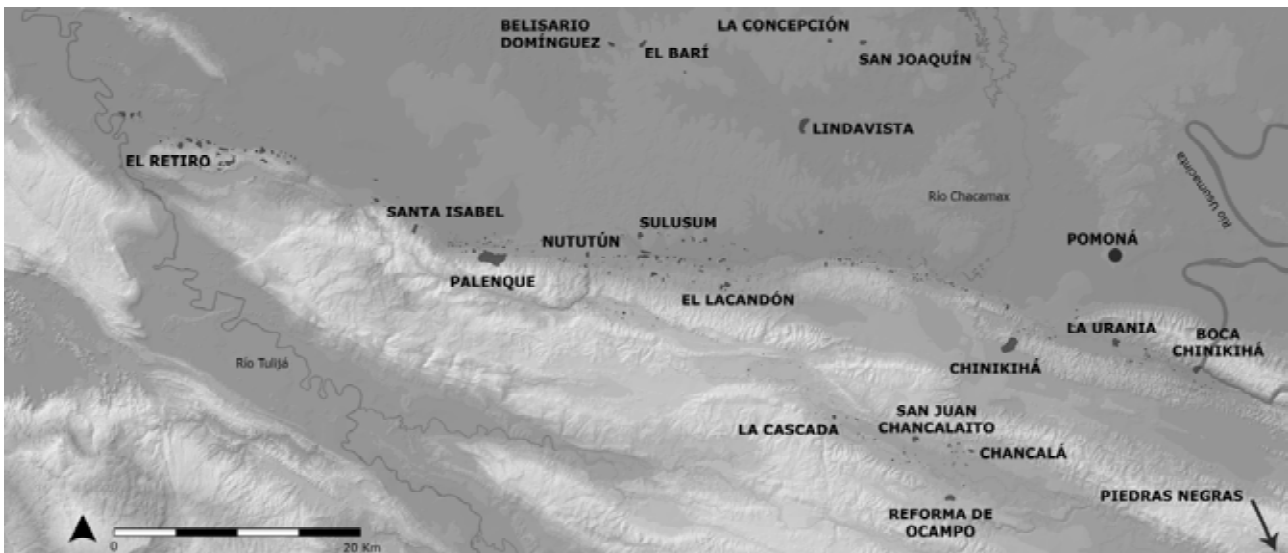 BELISARIO
DOMÍNGUEZ
EL BARÍ
LA CONCEPCIÓN
SAN JOAQUÍN
LINDAVISTA
EL RETIRO
Río Usumacinta
Río Chacamax
SANTA ISABEL
SULUSUM
NUTUTÚN
POMONÁ
PALENQUE
EL LACANDÓN
LA URANIA
BOCA
CHINIKIHÁ
Río Tulijá
CHINIKIHÁ
SAN JUAN
CHANCALAITO
LA CASCADA
CHANCALÁ
PIEDRAS NEGRAS
REFORMA DE
OCAMPO
0
20 Km